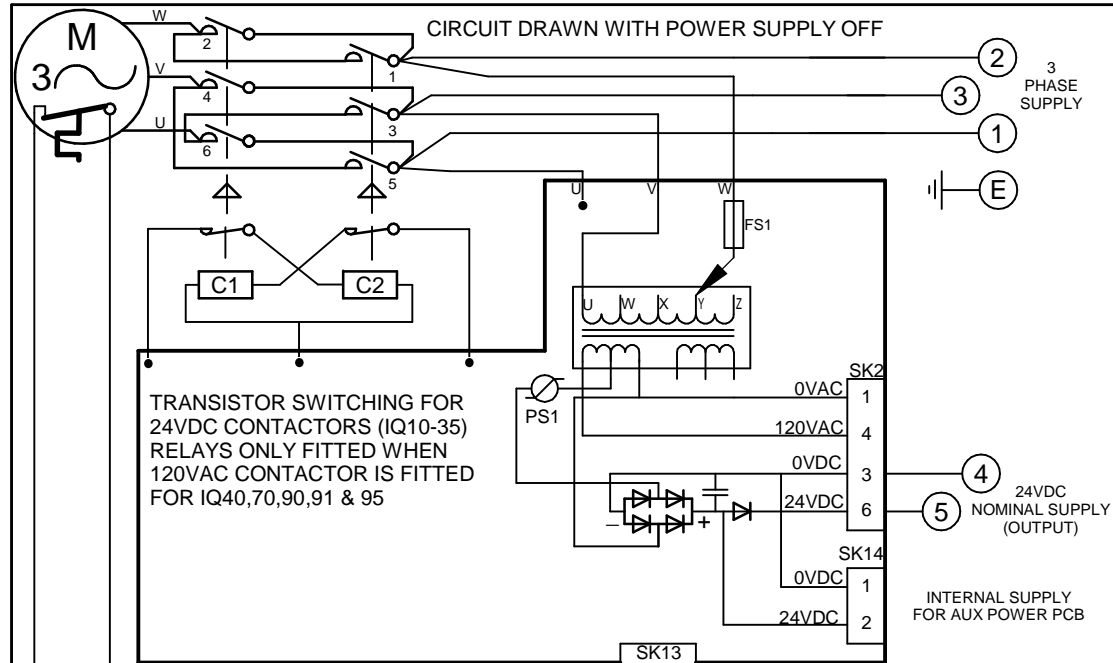 W
CIRCUIT DRAWN WITH POWER SUPPLY OFF
M
3
2
1
2
3
PHASE
SUPPLY
V
4
3
3
U
6
5
1
U
V
W
E
FS1
C1
C2
U
W
X
Y
Z
SK2
PS1
0VAC
1
120VAC
4
0VDC
3
4
24VDC
6
5
24VDC
NOMINAL SUPPLY
(OUTPUT)
TRANSISTOR SWITCHING FOR
24VDC CONTACTORS (IQ10-35)
RELAYS ONLY FITTED WHEN
120VAC CONTACTOR IS FITTED
FOR IQ40,70,90,91 & 95
–
+
SK14
0VDC
1
24VDC
2
INTERNAL SUPPLY
FOR AUX POWER PCB
SK13